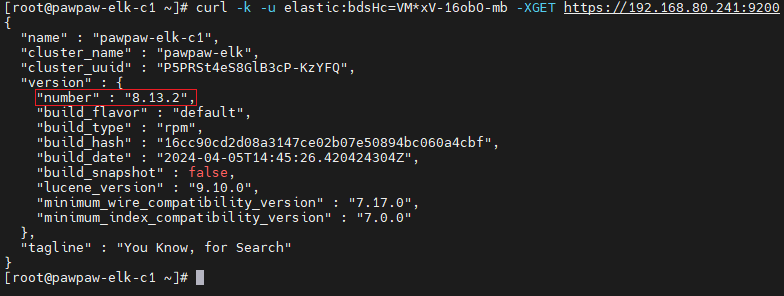 [root@pawpaw-elk-c1 ~]# curl -k -u elastic:bdsHc=VM*xV-16obO-mb -XGET https://192.168.80.241:9200
{
  "name" : "pawpaw-elk-c1",
  "cluster_name" : "pawpaw-elk",
  "cluster_uuid" : "P5PRSt4eS8GlB3cP-KzYFQ",
  "version" : {
    "number" : "8.13.2",
    "build_flavor" : "default",
    "build_type" : "rpm",
    "build_hash" : "16cc90cd2d08a3147ce02b07e50894bc060a4cbf",
    "build_date" : "2024-04-05T14:45:26.420424304Z",
    "build_snapshot" : false,
    "lucene_version" : "9.10.0",
    "minimum_wire_compatibility_version" : "7.17.0",
    "minimum_index_compatibility_version" : "7.0.0"
  },
  "tagline" : "You Know, for Search"
}
[root@pawpaw-elk-c1 ~]#